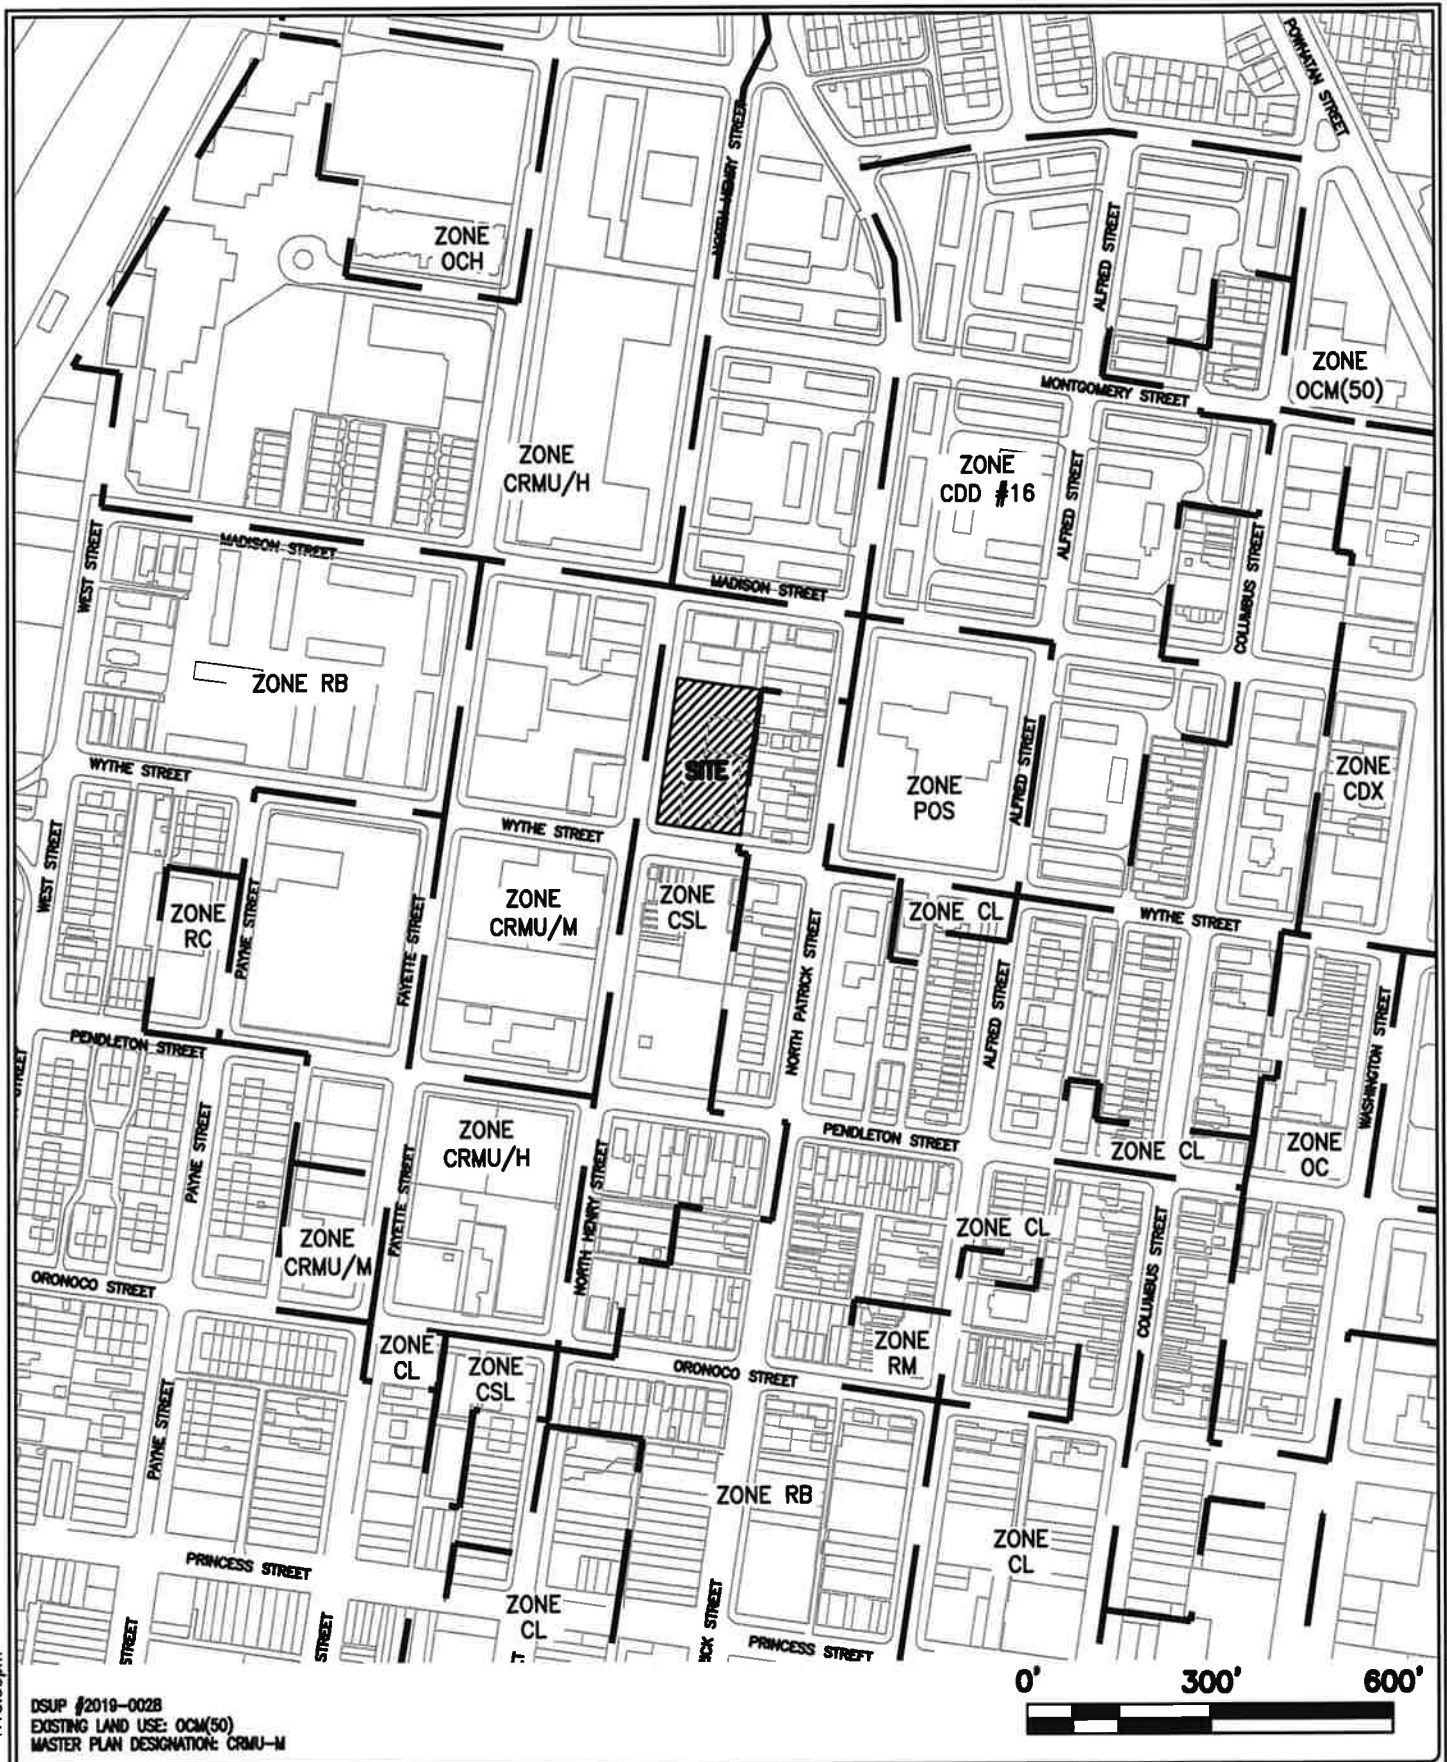 POWHATAN STREET
NORTH HENRY STREET
ZONE
OCH
ALFRED STREET
ZONE
OCM(50)
MONTGOMERY STREET
ZONE
CRMU/H
ZONE
CDD #16
ALFRED STREET
COLUMBUS STREET
WEST STREET
MADISON STREET
MADISON STREET
ZONE RB
SITE
ZONE
POS
ALFRED STREET
ZONE
CDX
WYTHE STREET
WYTHE STREET
WEST STREET
ZONE
RC
PAYNE STREET
FAYETTE STREET
ZONE
CRMU/M
ZONE
CSL
NORTH PATRICK STREET
ZONE CL
WYTHE STREET
ALFRED STREET
WASHINGTON STREET
PENDLETON STREET
STREET
PAYNE STREET
FAYETTE STREET
ZONE
CRMU/H
NORTH HENRY STREET
PENDLETON STREET
ZONE CL
ZONE
OC
ZONE
CRMU/M
ZONE CL
COLUMBUS STREET
ORONOCO STREET
ZONE
CL
ZONE
CSL
ORONOCO STREET
ZONE
RM
PAYNE STREET
ZONE RB
ZONE
CL
PRINCESS STREET
ZONE
CL
STREET
STREET
ET
ICK STREET
PRINCESS STREET
0' 300' 600'
DSUP #2019-0028
EXISTING LAND USE: OCM(50)
MASTER PLAN DESIGNATION: CRMU-M